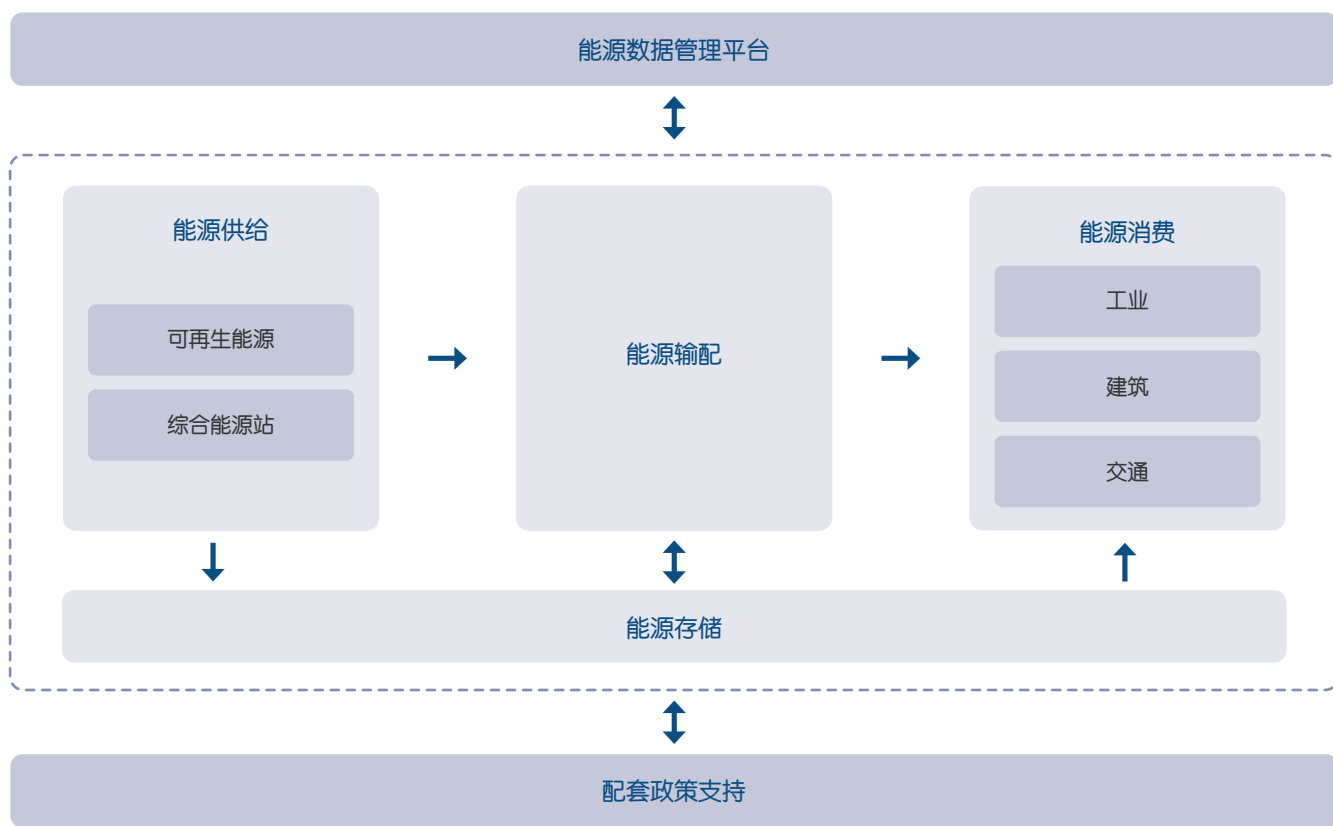 能源数据管理平台
能源供给
可再生能源
综合能源站
能源输配
能源消费
工业
建筑
交通
能源存储
配套政策支持